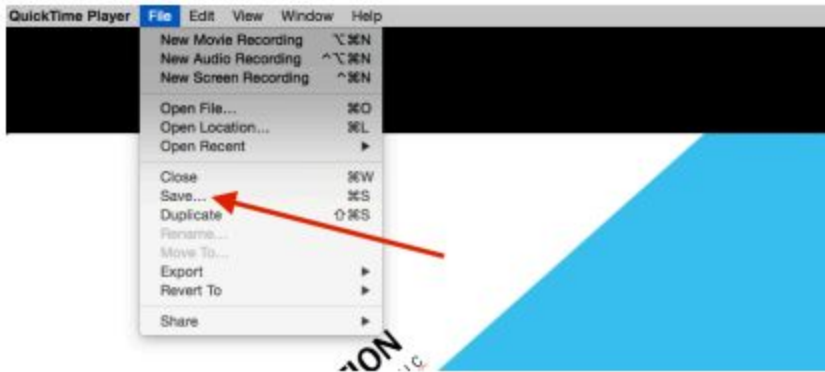 QuickTime Player File Edit View Window Help
New Movie Recording ⌥⌘N
New Audio Recording ^⌥⌘N
New Screen Recording ^⌘N
Open File... ⌘O
Open Location... ⌘L
Open Recent ▶
Close ⌘W
Save... ⌘S
Duplicate ⇧⌘S
Rename...
Move To...
Export ▶
Revert To ▶
Share ▶